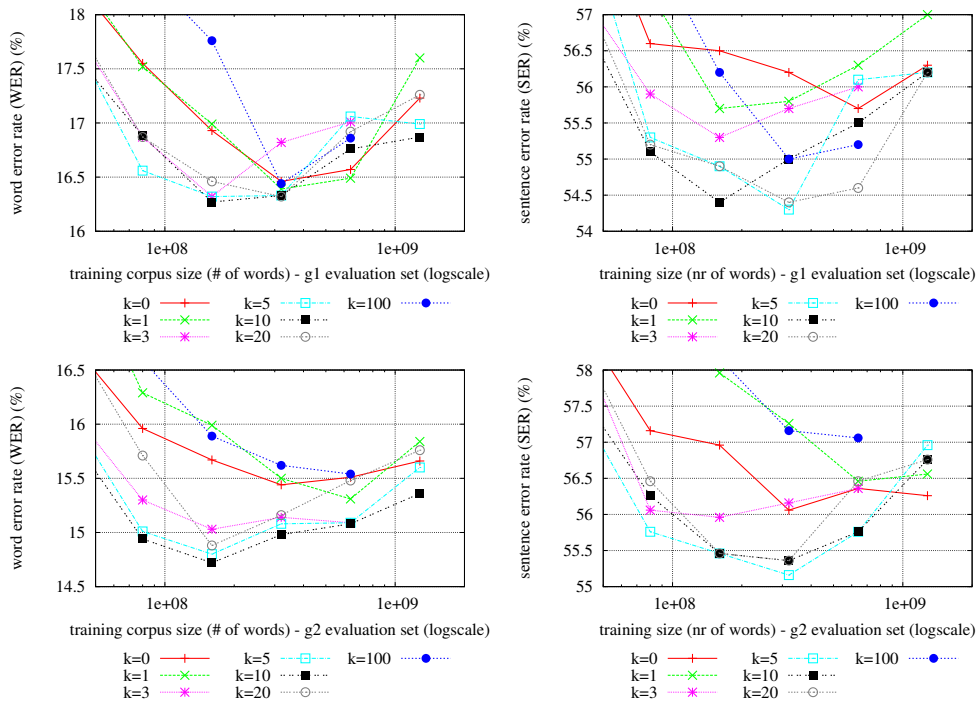 word error rate (WER) (%)
18
17.5
17
16.5
16
1e+08
1e+09
training corpus size (# of words) - g1 evaluation set (logscale)
k=0
k=1
k=3
k=5
k=10
k=20
k=100
sentence error rate (SER) (%)
57
56.5
56
55.5
55
54.5
54
1e+08
1e+09
training size (nr of words) - g1 evaluation set (logscale)
k=0
k=1
k=3
k=5
k=10
k=20
k=100
word error rate (WER) (%)
16.5
16
15.5
15
14.5
1e+08
1e+09
training corpus size (# of words) - g2 evaluation set (logscale)
k=0
k=1
k=3
k=5
k=10
k=20
k=100
sentence error rate (SER) (%)
58
57.5
57
56.5
56
55.5
55
1e+08
1e+09
training size (nr of words) - g2 evaluation set (logscale)
k=0
k=1
k=3
k=5
k=10
k=20
k=100